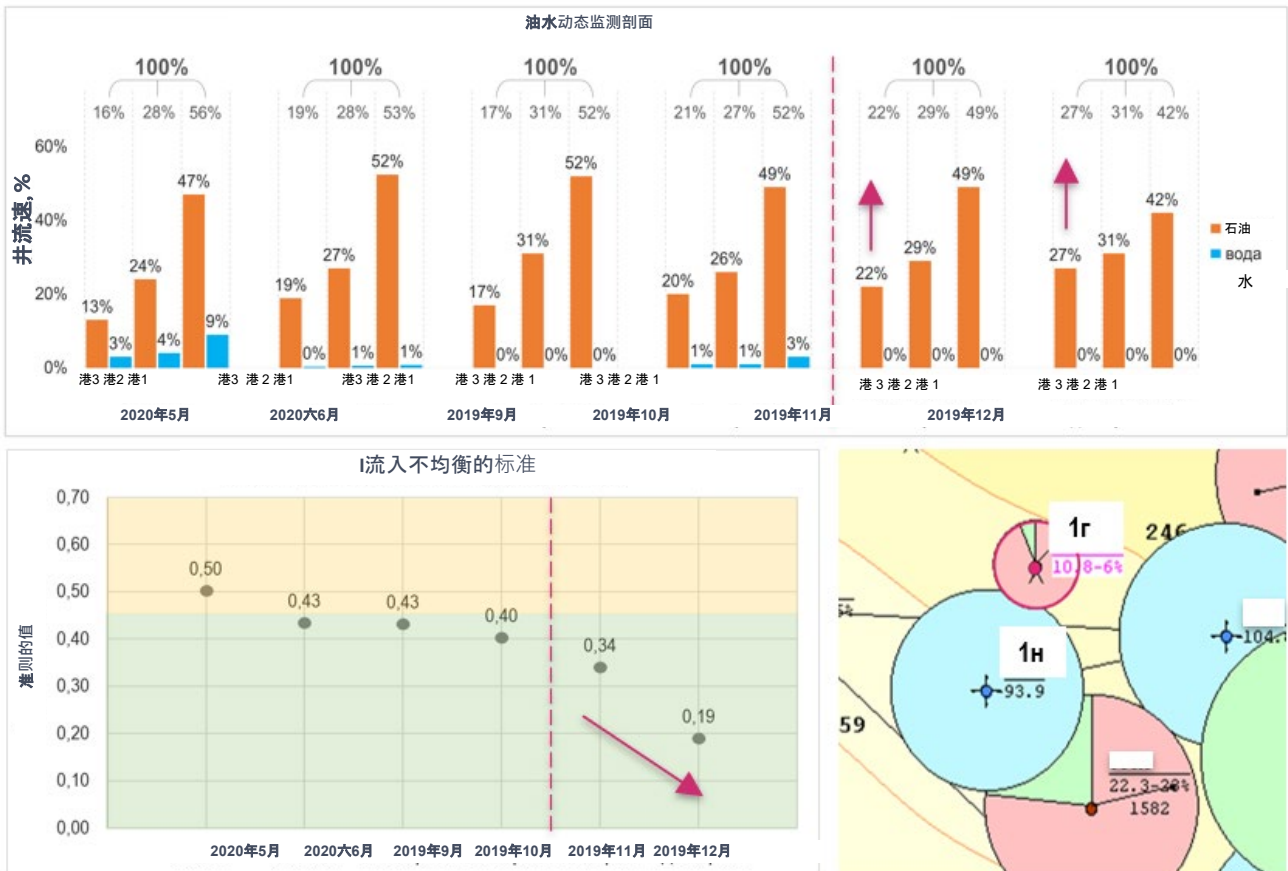 油水动态监测剖面
100% 100% 100% 100% 100% 100%
16% 28% 56% 19% 28% 53% 17% 31% 52% 21% 27% 52% 22% 29% 49% 27% 31% 42%
井流速, %
60%
40%
20%
0%
13% 3% 24% 4% 47% 9%
19% 0% 27% 1% 52% 1%
17% 0% 31% 0% 52% 0%
20% 1% 26% 1% 49% 3%
22% 0% 29% 0% 49% 0%
27% 0% 31% 0% 42% 0%
石油
вода
水
港3 港2 港1 港3 港 2 港1 港3 港 2 港1 港 3 港 2 港 1 港 3 港 2 港 1 港 3 港 2 港 1 港 3 港 2 港 1
2020年5月 2020六6月 2019年9月 2019年10月 2019年11月 2019年12月
I流入不均衡的标准
准则的值
0,70
0,60
0,50
0,40
0,30
0,20
0,10
0,00
0,50
0,43
0,43
0,40
0,34
0,19
2020年5月 2020六6月 2019年9月 2019年10月 2019年11月 2019年12月
1г
246
10.8-6%
1н
93.9
104.
59
22.3-23%
1582